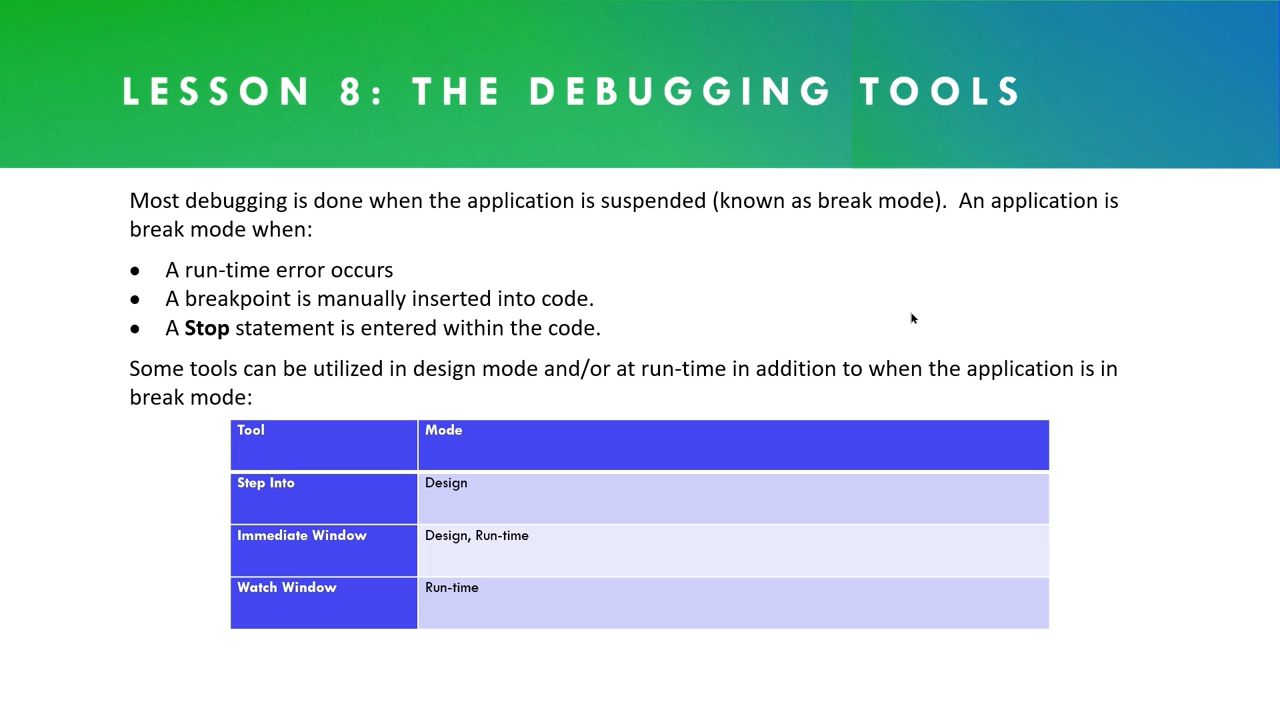 LESSON 8: THE DEBUGGING TOOLS
Most debugging is done when the application is suspended (known as break mode).  An application is
break mode when:
• A run-time error occurs
• A breakpoint is manually inserted into code.
• A Stop statement is entered within the code.
Some tools can be utilized in design mode and/or at run-time in addition to when the application is in
break mode:
Tool Mode
Step Into Design
Immediate Window Design, Run-time
Watch Window Run-time